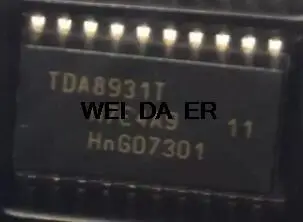 TDA8931T
WEI DA ER
11
HnG07301